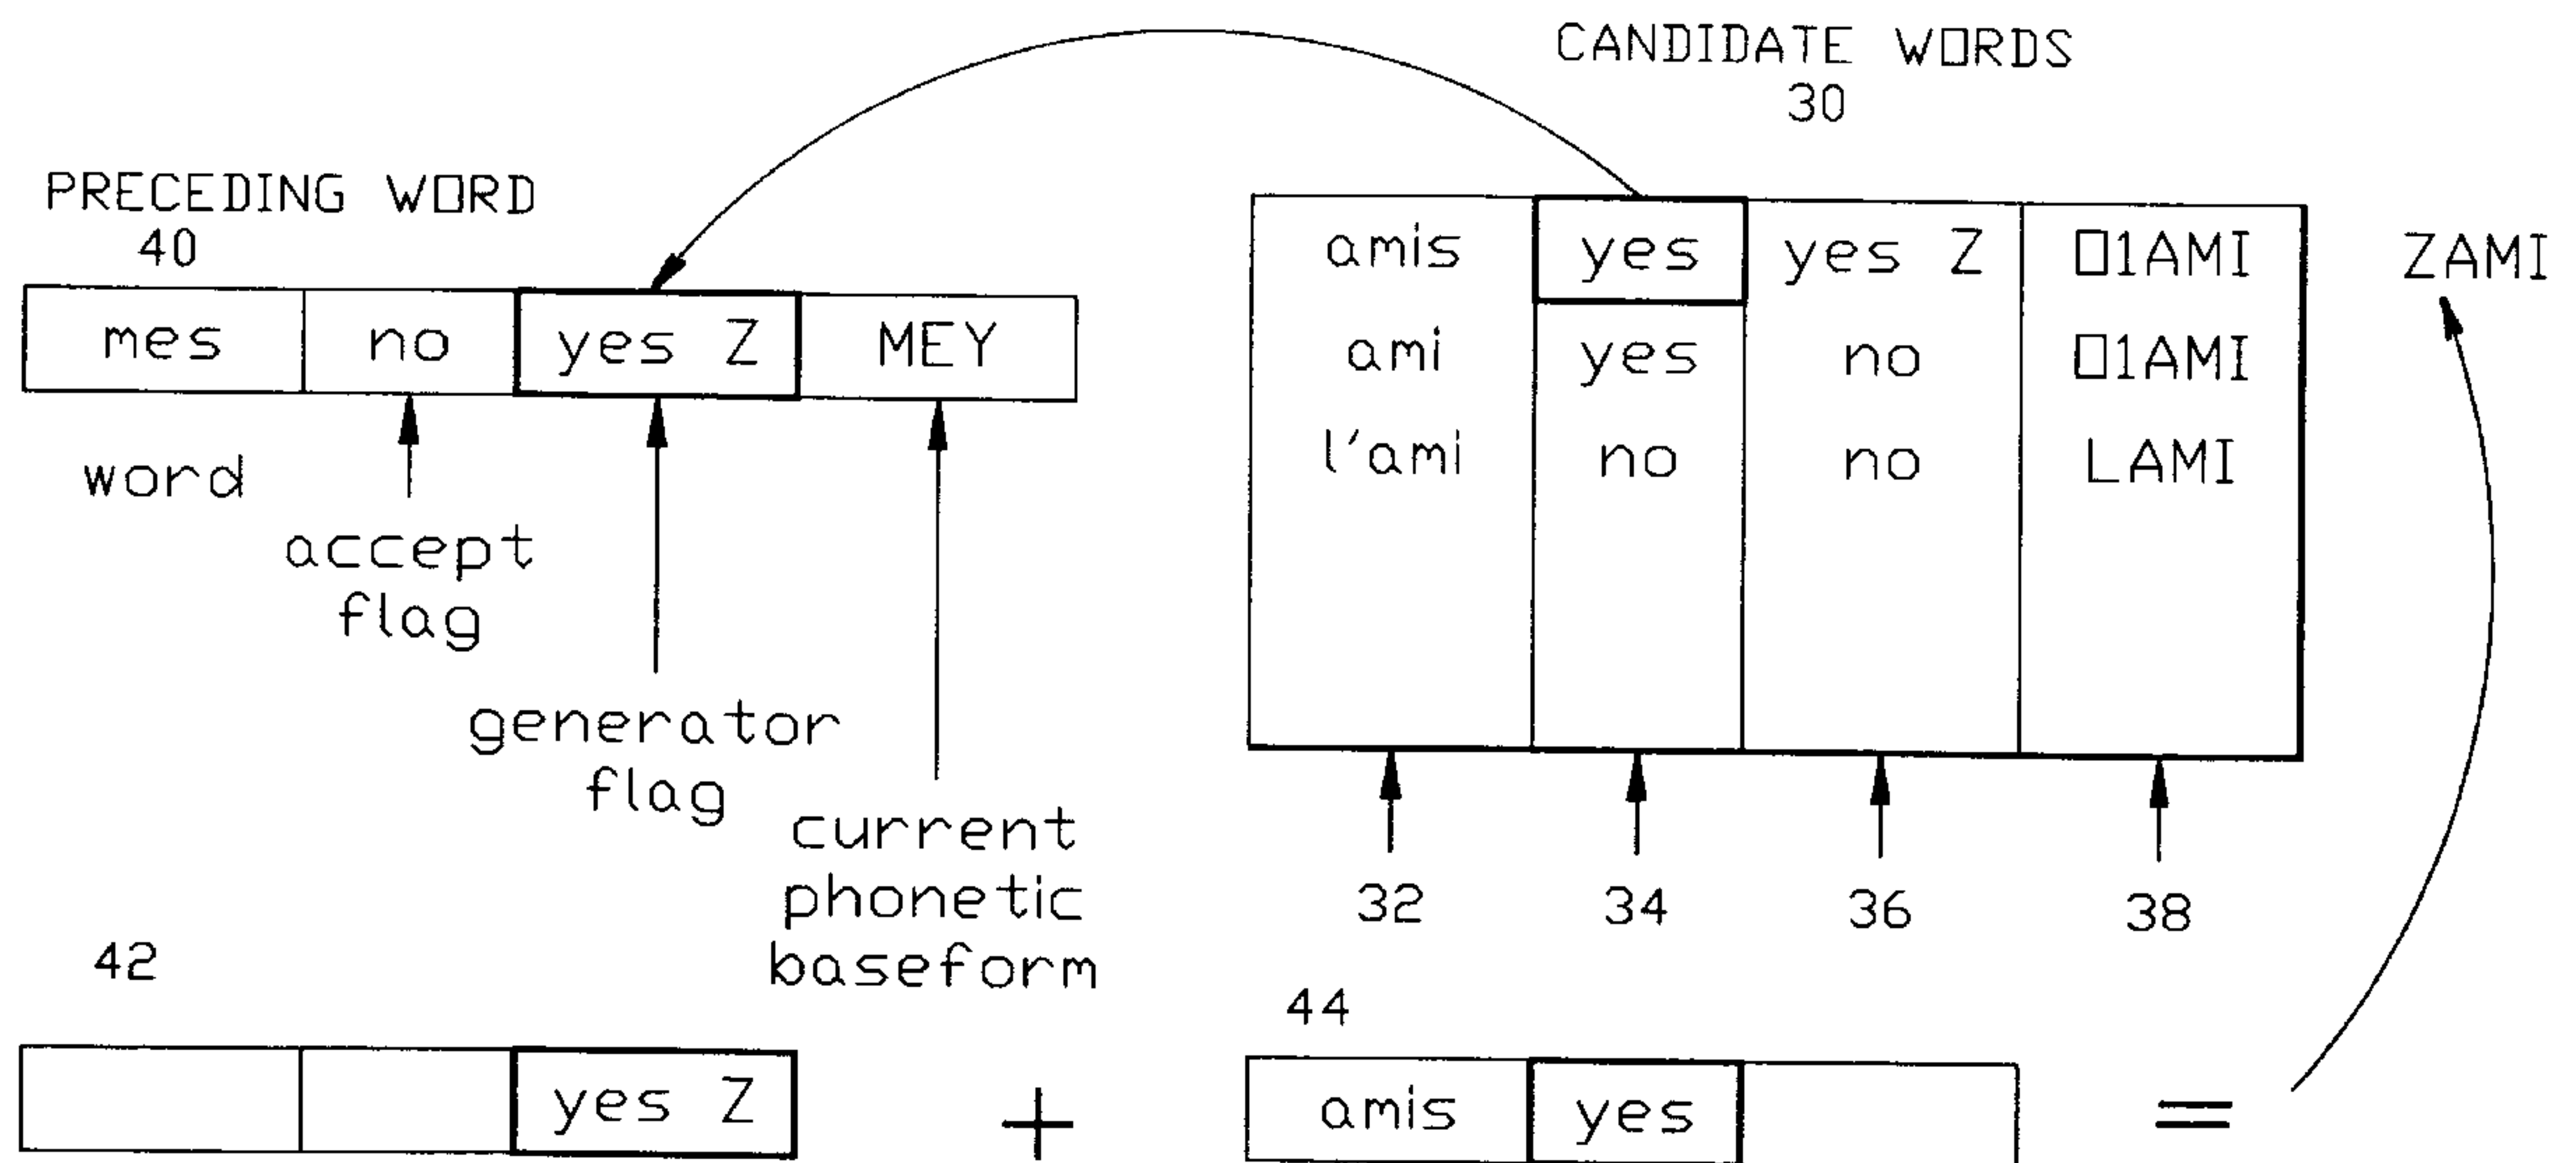 CANDIDATE WORDS
30
PRECEDING WORD
40
mes no yes Z MEY
word
accept
flag
generator
flag
current
phonetic
baseform
amis yes yes Z O1AMI
ami yes no O1AMI
l'ami no no LAMI
ZAMI
32 34 36 38
42
44
yes Z + amis yes =